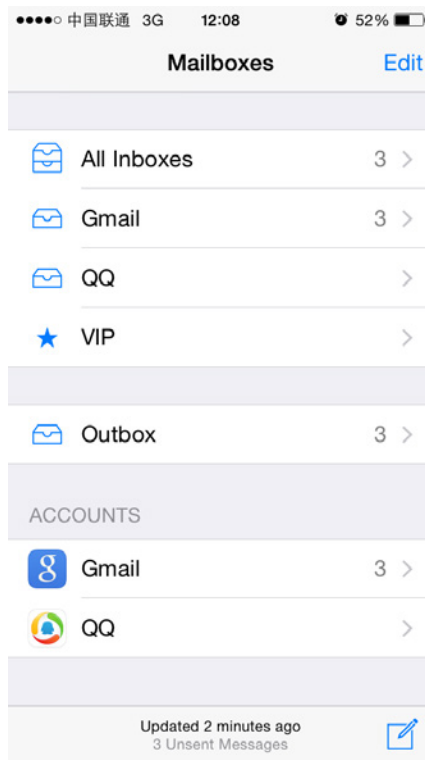 中国联通 3G 12:08 52%
Mailboxes Edit
All Inboxes 3
Gmail 3
QQ
VIP
Outbox 3
ACCOUNTS
8 Gmail 3
QQ
Updated 2 minutes ago
3 Unsent Messages